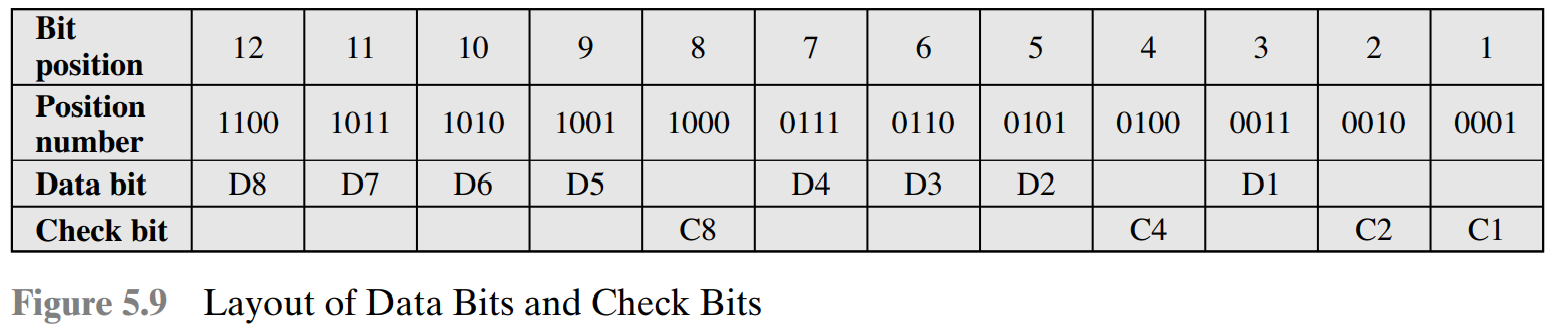 Bit position 12 11 10 9 8 7 6 5 4 3 2 1
Position number 1100 1011 1010 1001 1000 0111 0110 0101 0100 0011 0010 0001
Data bit D8 D7 D6 D5 D4 D3 D2 D1
Check bit C8 C4 C2 C1
Figure 5.9 Layout of Data Bits and Check Bits